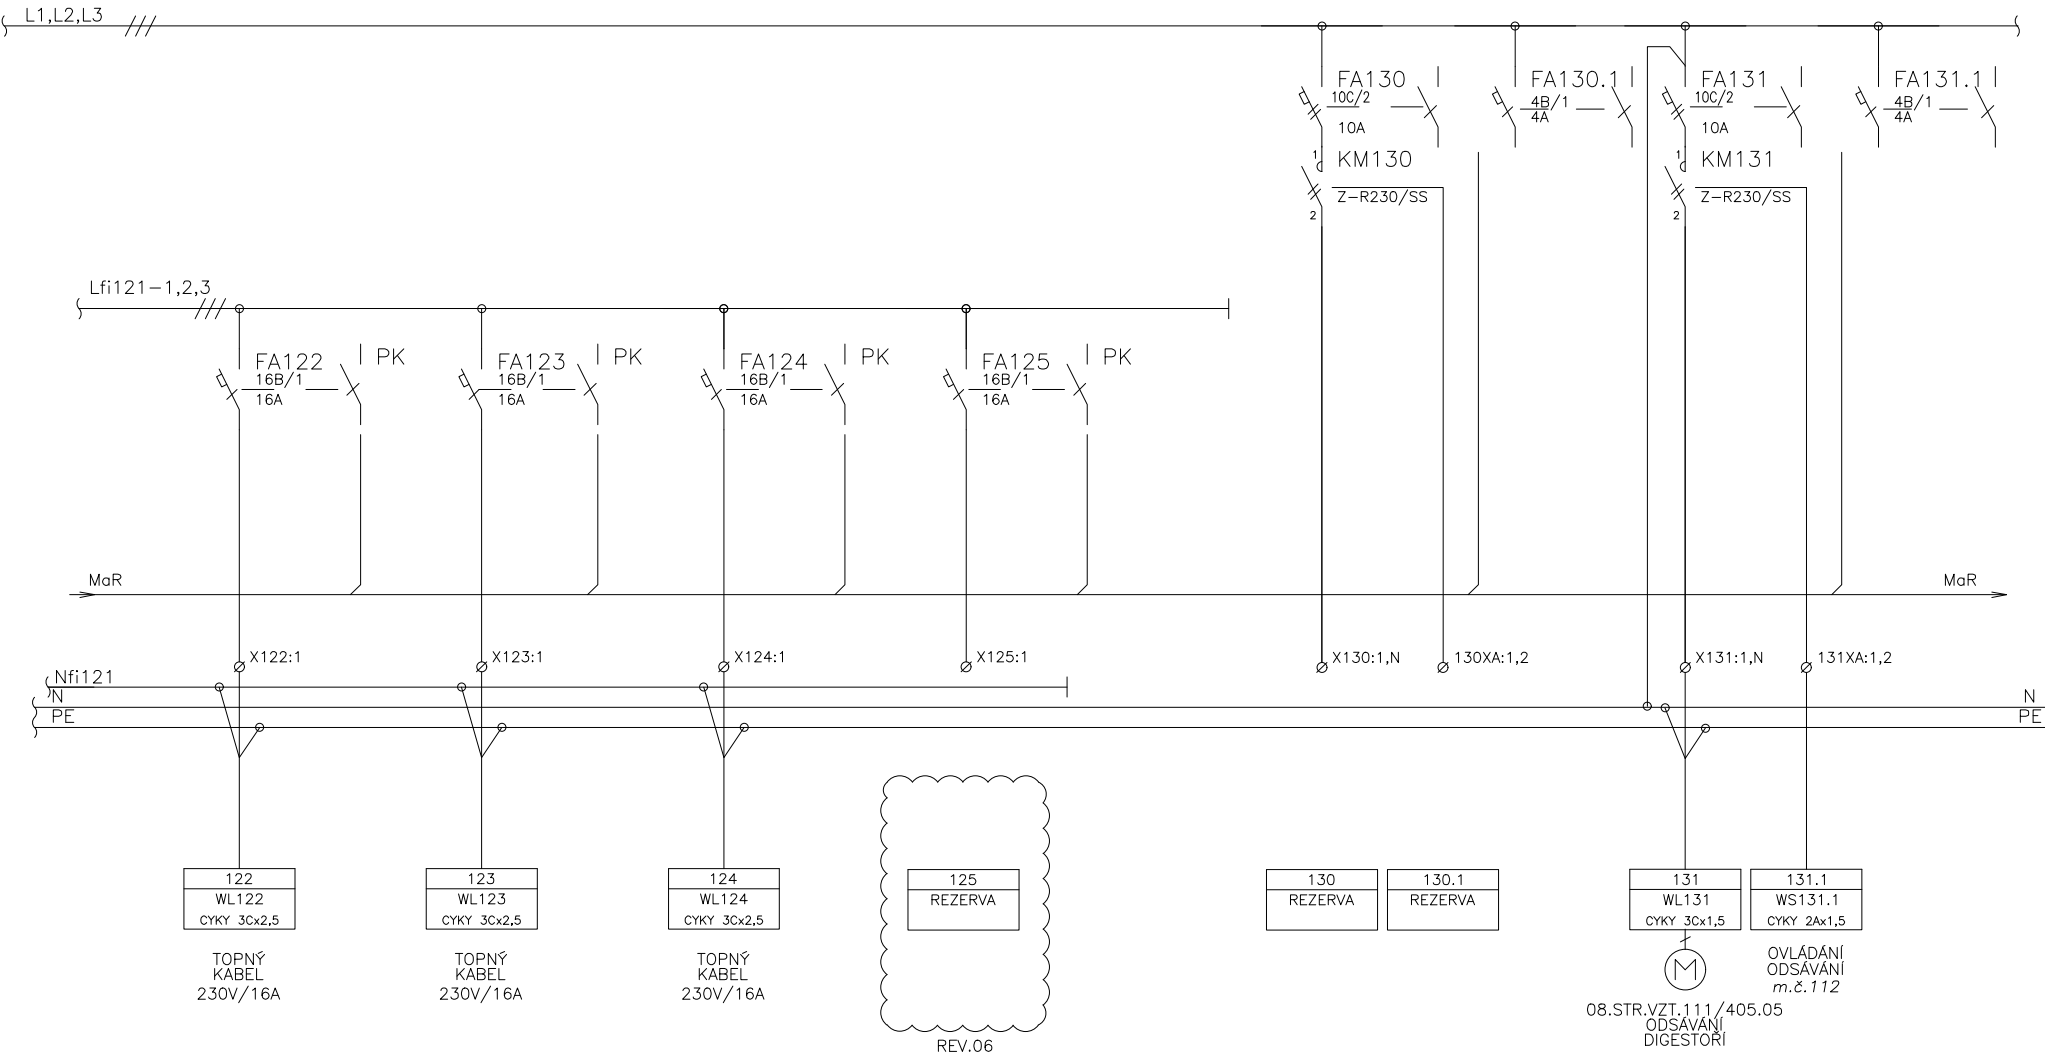 L1,L2,L3
FA130
10C/2
10A
FA130.1
4B/1
4A
FA131
10C/2
10A
FA131.1
4B/1
4A
1
KM130
Z-R230/SS
2
1
KM131
Z-R230/SS
2
Lfi121-1,2,3
FA122
16B/1
16A
PK
FA123
16B/1
16A
PK
FA124
16B/1
16A
PK
FA125
16B/1
16A
PK
MaR
MaR
X122:1
X123:1
X124:1
X125:1
X130:1,N
130XA:1,2
X131:1,N
131XA:1,2
Nfi121
N
N
PE
PE
122
WL122
CYKY 3Cx2,5
TOPNÝ
KABEL
230V/16A
123
WL123
CYKY 3Cx2,5
TOPNÝ
KABEL
230V/16A
124
WL124
CYKY 3Cx2,5
TOPNÝ
KABEL
230V/16A
125
REZERVA
REV.06
130
REZERVA
130.1
REZERVA
131
WL131
CYKY 3Cx1,5
M
08.STR.VZT.111/405.05
ODSÁVÁNÍ
DIGESTOŘÍ
131.1
WS131.1
CYKY 2Ax1,5
OVLÁDÁNÍ
ODSÁVÁNÍ
m.č.112